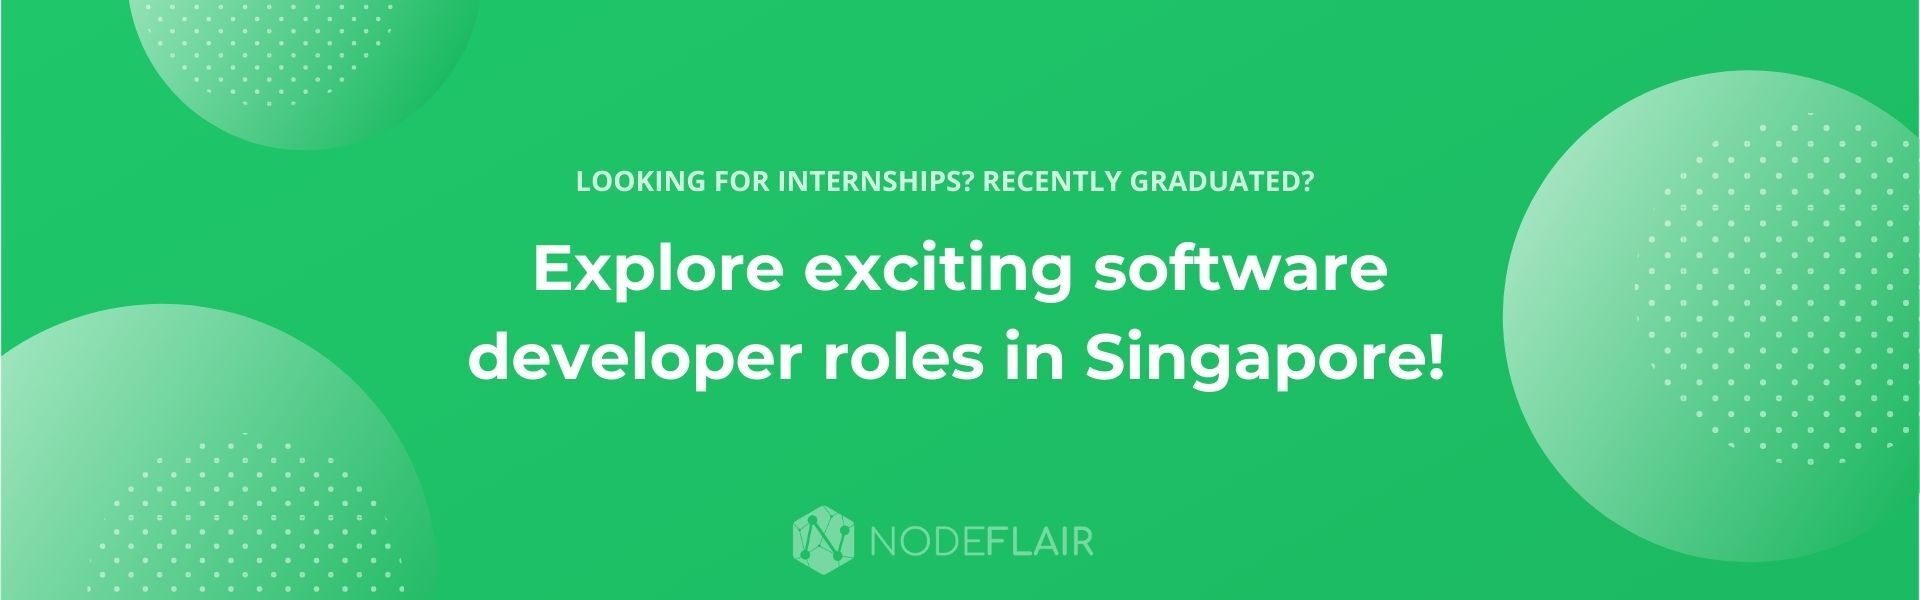 LOOKING FOR INTERNSHIPS? RECENTLY GRADUATED?
Explore exciting software
developer roles in Singapore!
NODEFLAIR